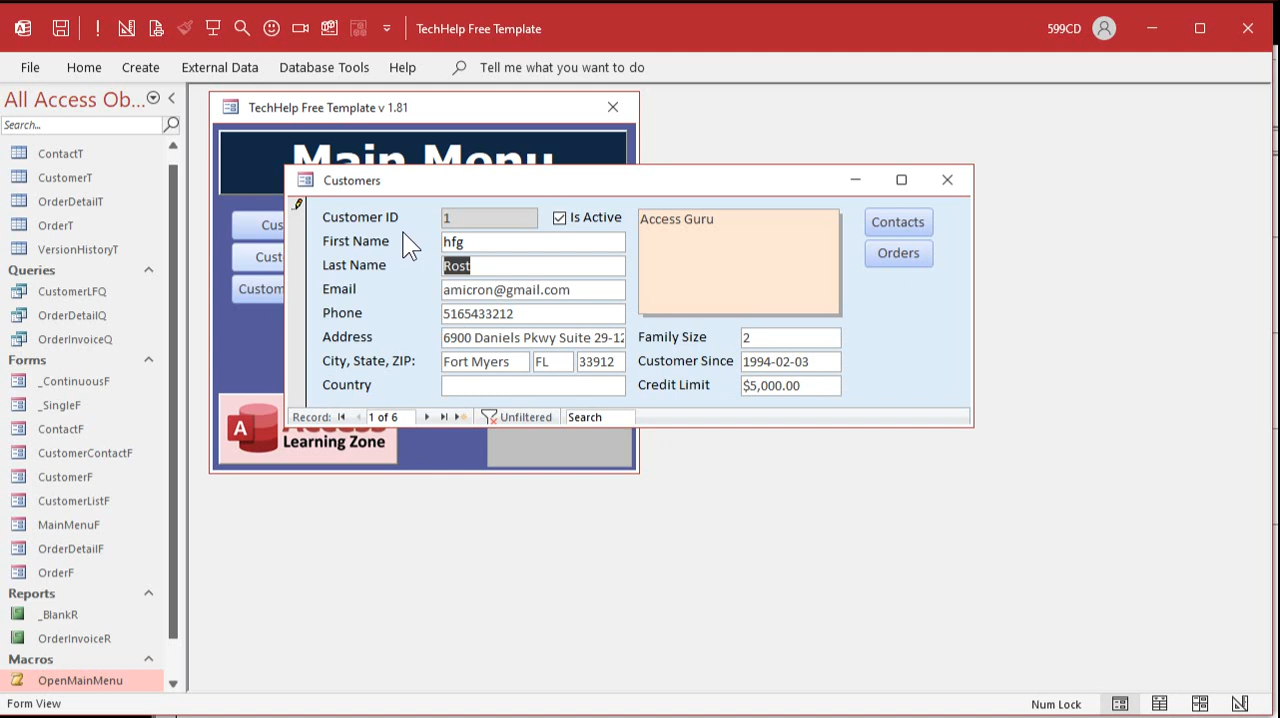 TechHelp Free Template
599CD
File
Home
Create
External Data
Database Tools
Help
Tell me what you want to do
All Access Ob...
Search...
ContactT
CustomerT
OrderDetailT
OrderT
VersionHistoryT
Queries
CustomerLFQ
OrderDetailQ
OrderInvoiceQ
Forms
_ContinuousF
_SingleF
ContactF
CustomerContactF
CustomerF
CustomerListF
MainMenuF
OrderDetailF
OrderF
Reports
_BlankR
OrderInvoiceR
Macros
OpenMainMenu
TechHelp Free Template v 1.81
Main Menu
Cus
Cust
Custom
A
Learning Zone
Customers
Customer ID 1
Is Active
First Name hfg
Last Name Rost
Email amicron@gmail.com
Phone 5165433212
Address 6900 Daniels Pkwy Suite 29-12
City, State, ZIP: Fort Myers FL 33912
Country
Access Guru
Family Size 2
Customer Since 1994-02-03
Credit Limit $5,000.00
Contacts
Orders
Record: 1 of 6 Unfiltered Search
Form View
Num Lock